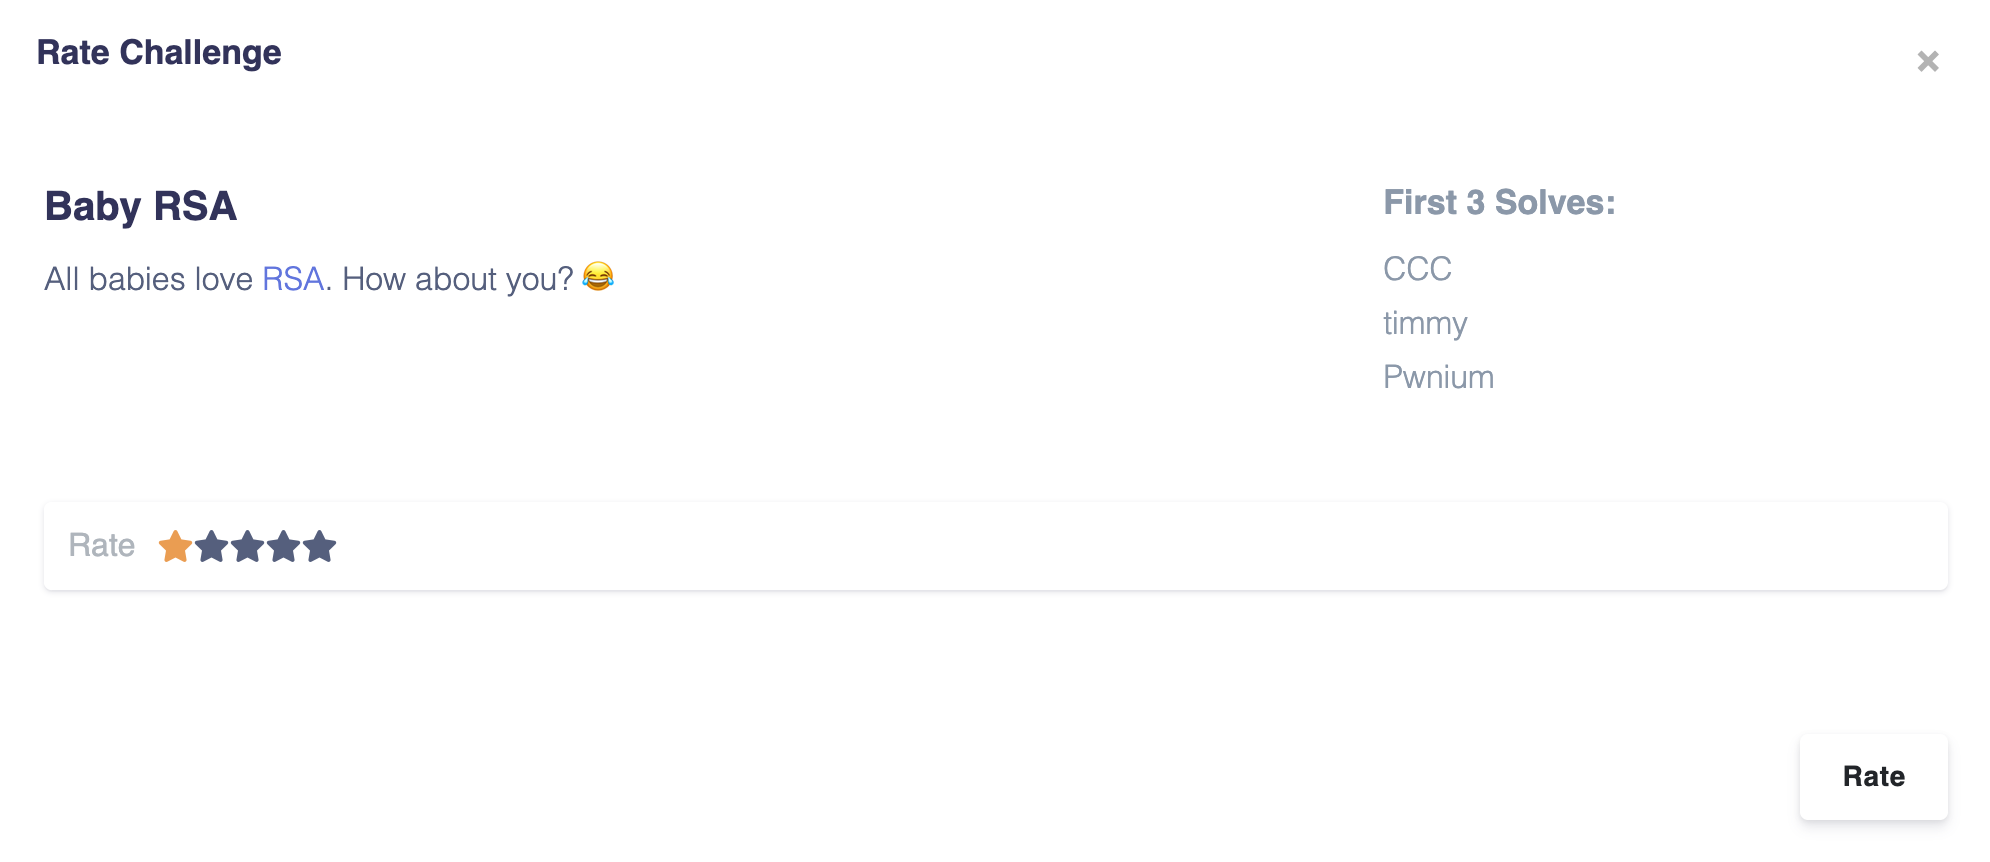 Rate Challenge
×
Baby RSA
All babies love RSA. How about you? 😂
First 3 Solves:
CCC
timmy
Pwnium
Rate
Rate